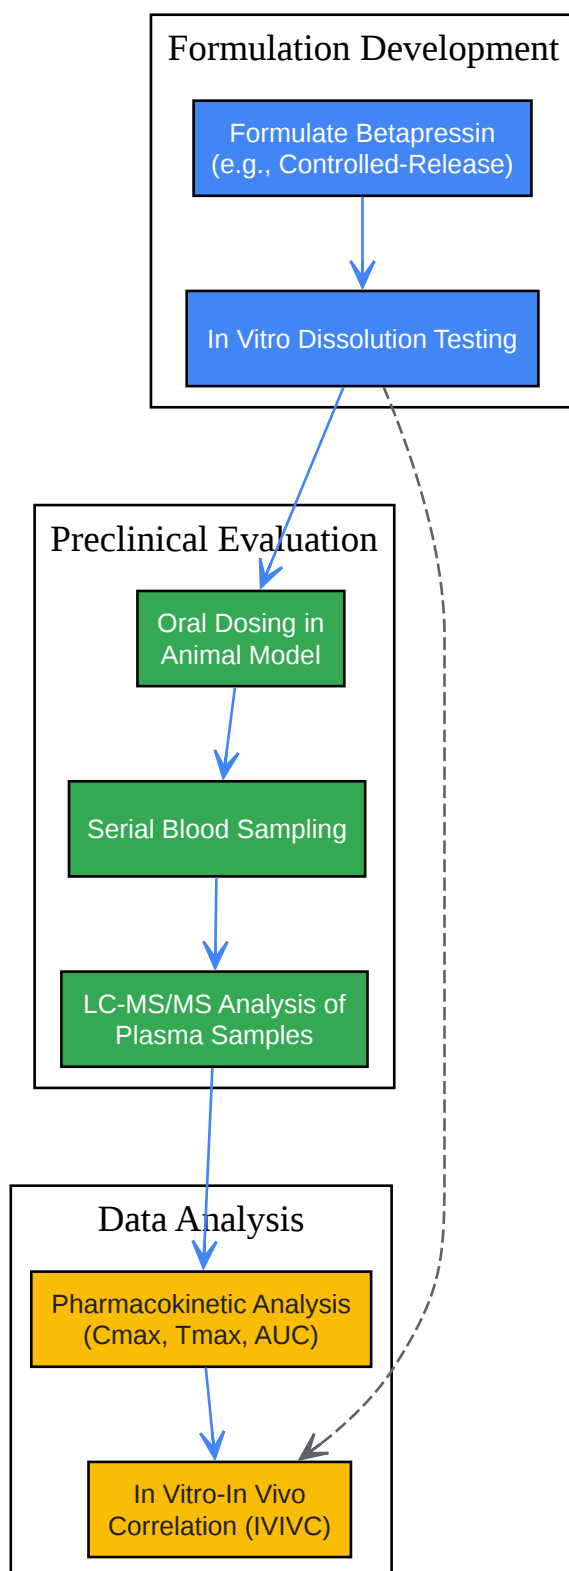 Formulation Development
Formulate Betapressin
(e.g., Controlled-Release)
In Vitro Dissolution Testing
Preclinical Evaluation
Oral Dosing in
Animal Model
Serial Blood Sampling
LC-MS/MS Analysis of
Plasma Samples
Data Analysis
Pharmacokinetic Analysis
(Cmax, Tmax, AUC)
In Vitro-In Vivo
Correlation (IVIVC)